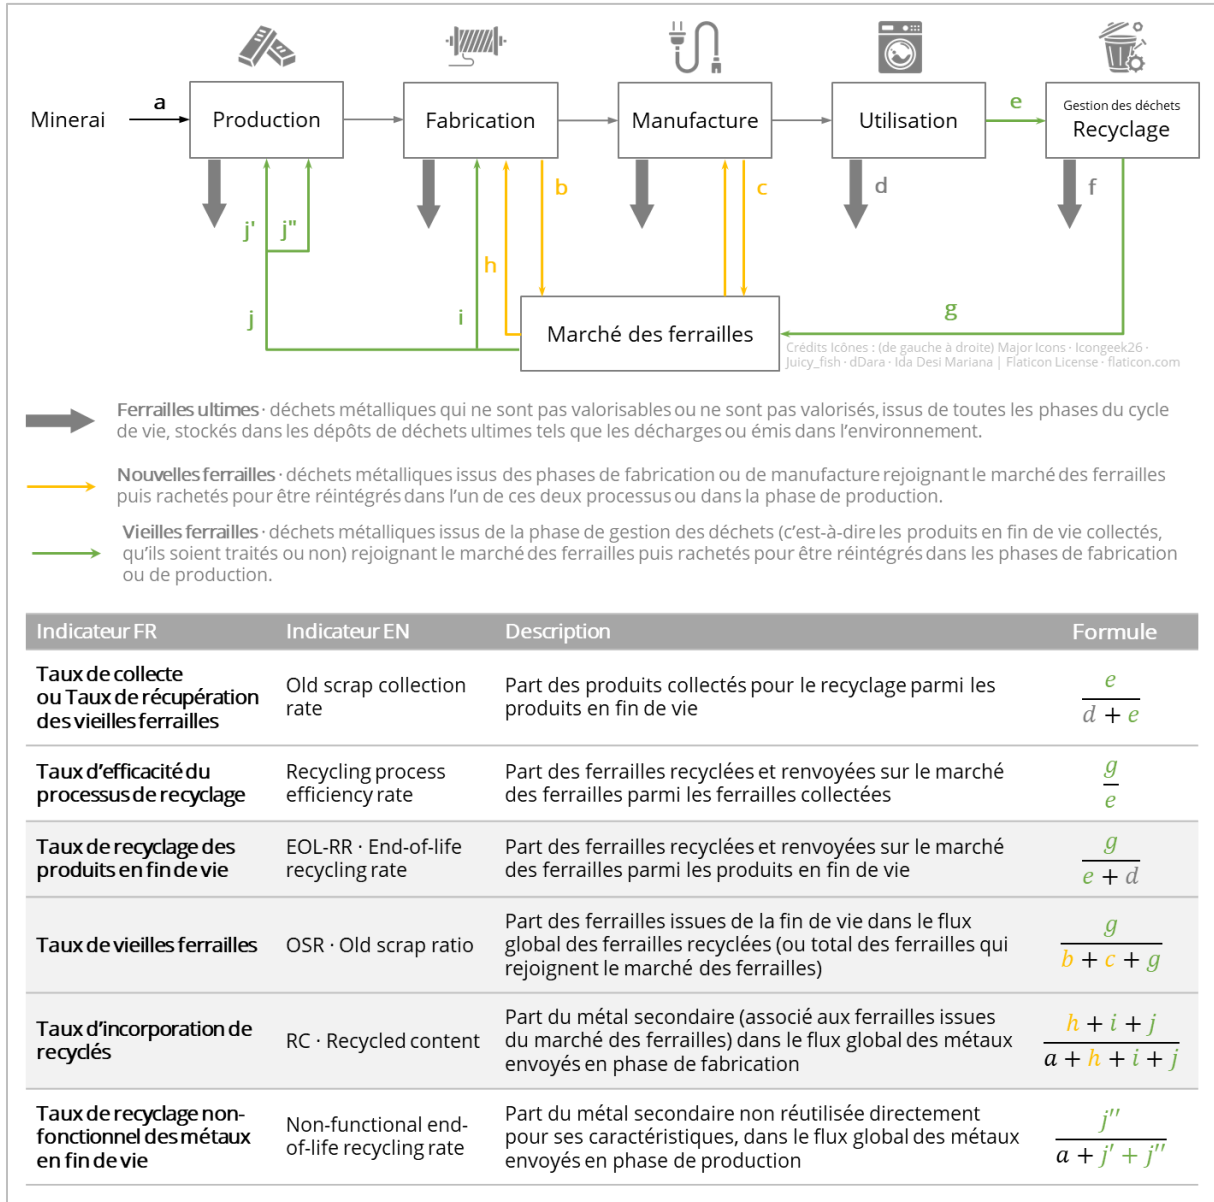 Minerai
a
Production
Fabrication
Manufacture
Utilisation
e
Gestion des déchets
Recyclage
b
c
d
f
j'
j"
h
j
i
g
Marché des ferrailles
Crédits Icônes : (de gauche à droite) Major Icons · Icongeek26 ·
Juicy_fish · dDara · Ida Desi Mariana | Flaticon License · flaticon.com
Ferrailles ultimes · déchets métalliques qui ne sont pas valorisables ou ne sont pas valorisés, issus de toutes les phases du cycle
de vie, stockés dans les dépôts de déchets ultimes tels que les décharges ou émis dans l’environnement.
Nouvelles ferrailles · déchets métalliques issus des phases de fabrication ou de manufacture rejoignant le marché des ferrailles
puis rachetés pour être réintégrés dans l’un de ces deux processus ou dans la phase de production.
Vieilles ferrailles · déchets métalliques issus de la phase de gestion des déchets (c’est-à-dire les produits en fin de vie collectés,
qu’ils soient traités ou non) rejoignant le marché des ferrailles puis rachetés pour être réintégrés dans les phases de fabrication
ou de production.
Indicateur FR Indicateur EN Description Formule
Taux de collecte
ou Taux de récupération
des vieilles ferrailles
Old scrap collection
rate
Part des produits collectés pour le recyclage parmi les
produits en fin de vie
e
d + e
Taux d’efficacité du
processus de recyclage
Recycling process
efficiency rate
Part des ferrailles recyclées et renvoyées sur le marché
des ferrailles parmi les ferrailles collectées
g
e
Taux de recyclage des
produits en fin de vie
EOL-RR · End-of-life
recycling rate
Part des ferrailles recyclées et renvoyées sur le marché
des ferrailles parmi les produits en fin de vie
g
e + d
Taux de vieilles ferrailles
OSR · Old scrap ratio
Part des ferrailles issues de la fin de vie dans le flux
global des ferrailles recyclées (ou total des ferrailles qui
rejoignent le marché des ferrailles)
g
b + c + g
Taux d’incorporation de
recyclés
RC · Recycled content
Part du métal secondaire (associé aux ferrailles issues
du marché des ferrailles) dans le flux global des métaux
envoyés en phase de fabrication
h + i + j
a + h + i + j
Taux de recyclage non-
fonctionnel des métaux
en fin de vie
Non-functional end-
of-life recycling rate
Part du métal secondaire non réutilisée directement
pour ses caractéristiques, dans le flux global des métaux
envoyés en phase de production
j′′
a + j′ + j′′